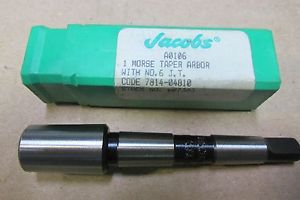 Jacobs®
A0106
1 MORSE TAPER ARBOR
WITH NO.6 J.T.
CODE 7814-04810